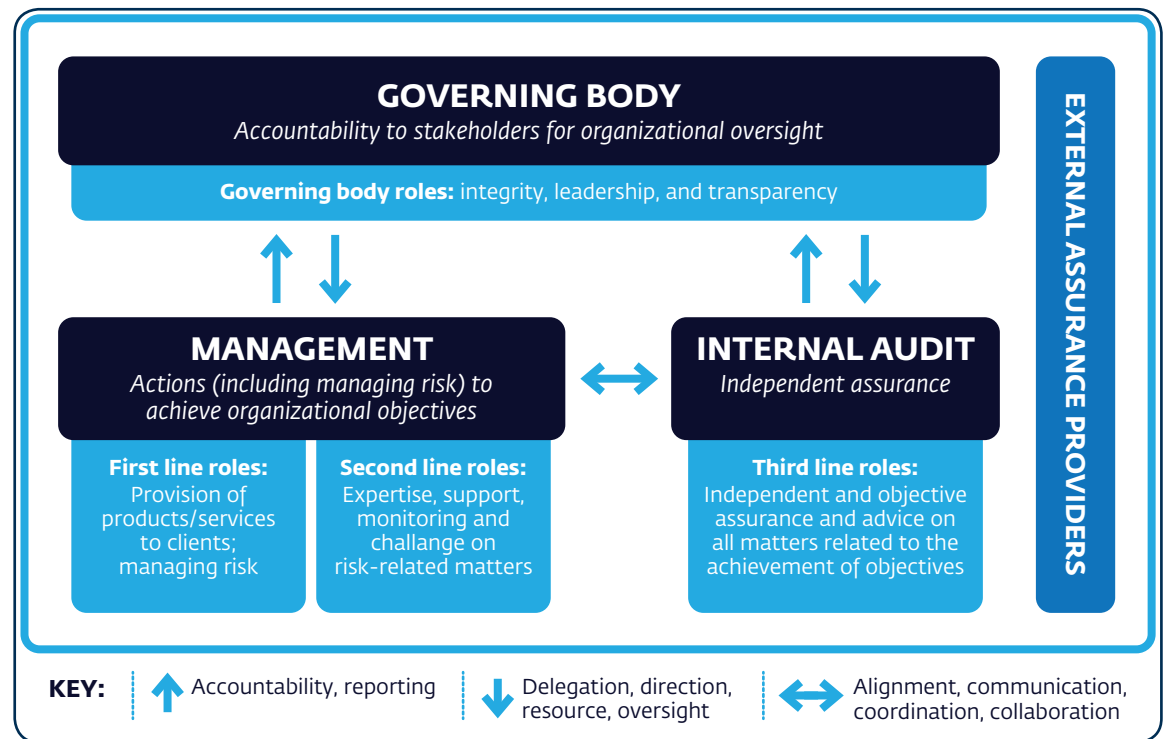 GOVERNING BODY
Accountability to stakeholders for organizational oversight
Governing body roles: integrity, leadership, and transparency
MANAGEMENT
Actions (including managing risk) to
achieve organizational objectives
First line roles:
Provision of
products/services
to clients;
managing risk
Second line roles:
Expertise, support,
monitoring and
challange on
risk-related matters
INTERNAL AUDIT
Independent assurance
Third line roles:
Independent and objective
assurance and advice on
all matters related to the
achievement of objectives
EXTERNAL ASSURANCE PROVIDERS
KEY:
Accountability, reporting
Delegation, direction,
resource, oversight
Alignment, communication,
coordination, collaboration